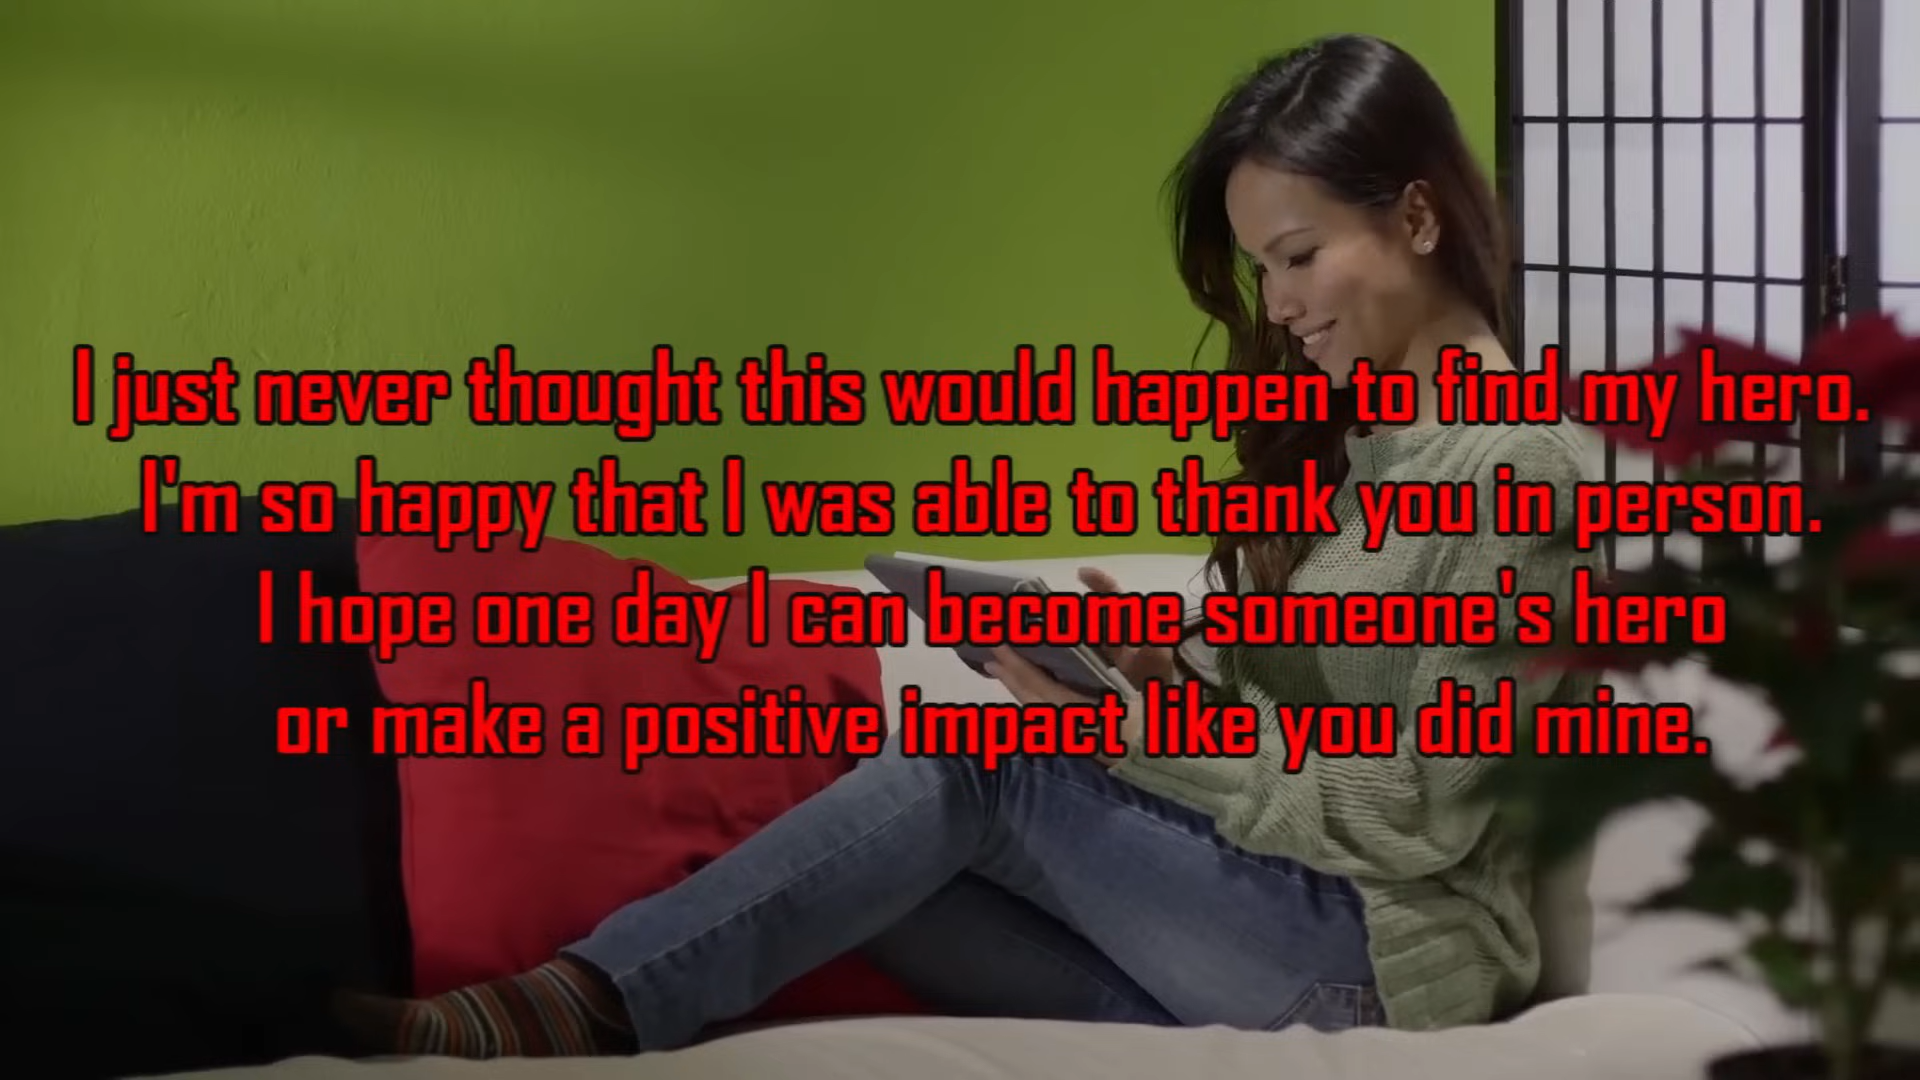 I just never thought this would happen to find my hero.
I'm so happy that I was able to thank you in person.
I hope one day I can become someone's hero
or make a positive impact like you did mine.